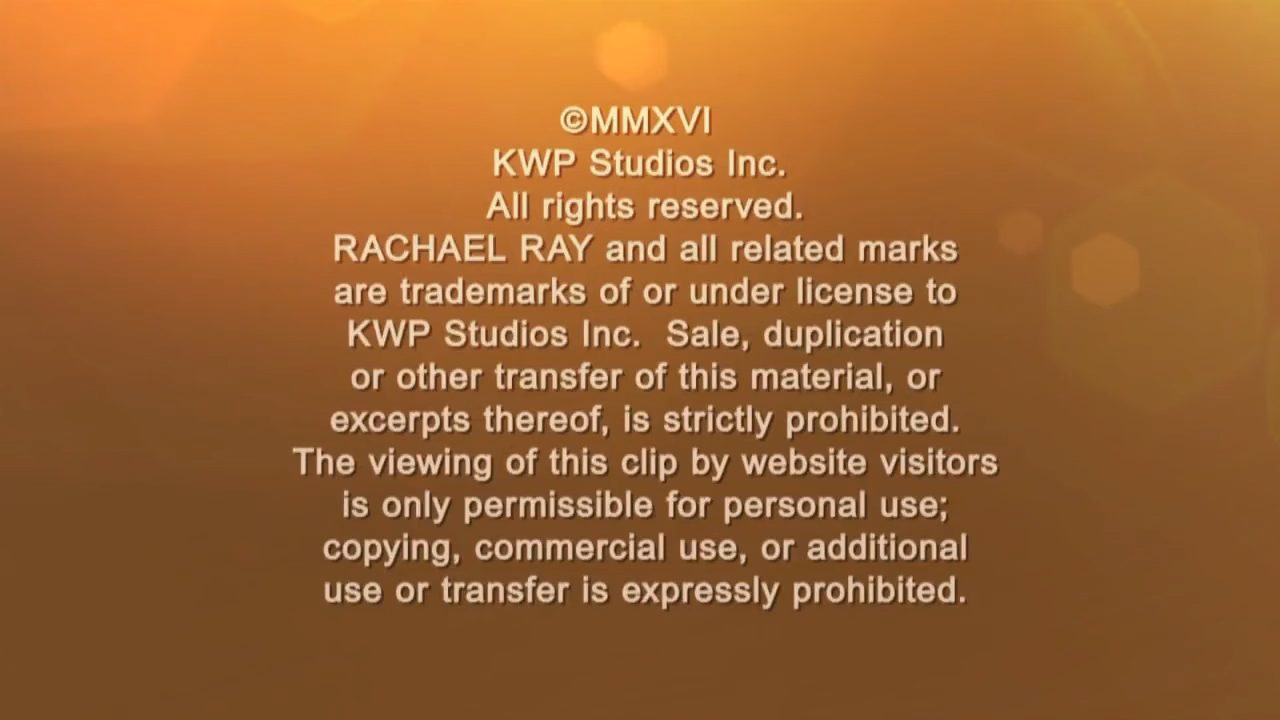 ©MMXVI
KWP Studios Inc.
All rights reserved.
RACHAEL RAY and all related marks
are trademarks of or under license to
KWP Studios Inc.  Sale, duplication
or other transfer of this material, or
excerpts thereof, is strictly prohibited.
The viewing of this clip by website visitors
is only permissible for personal use;
copying, commercial use, or additional
use or transfer is expressly prohibited.